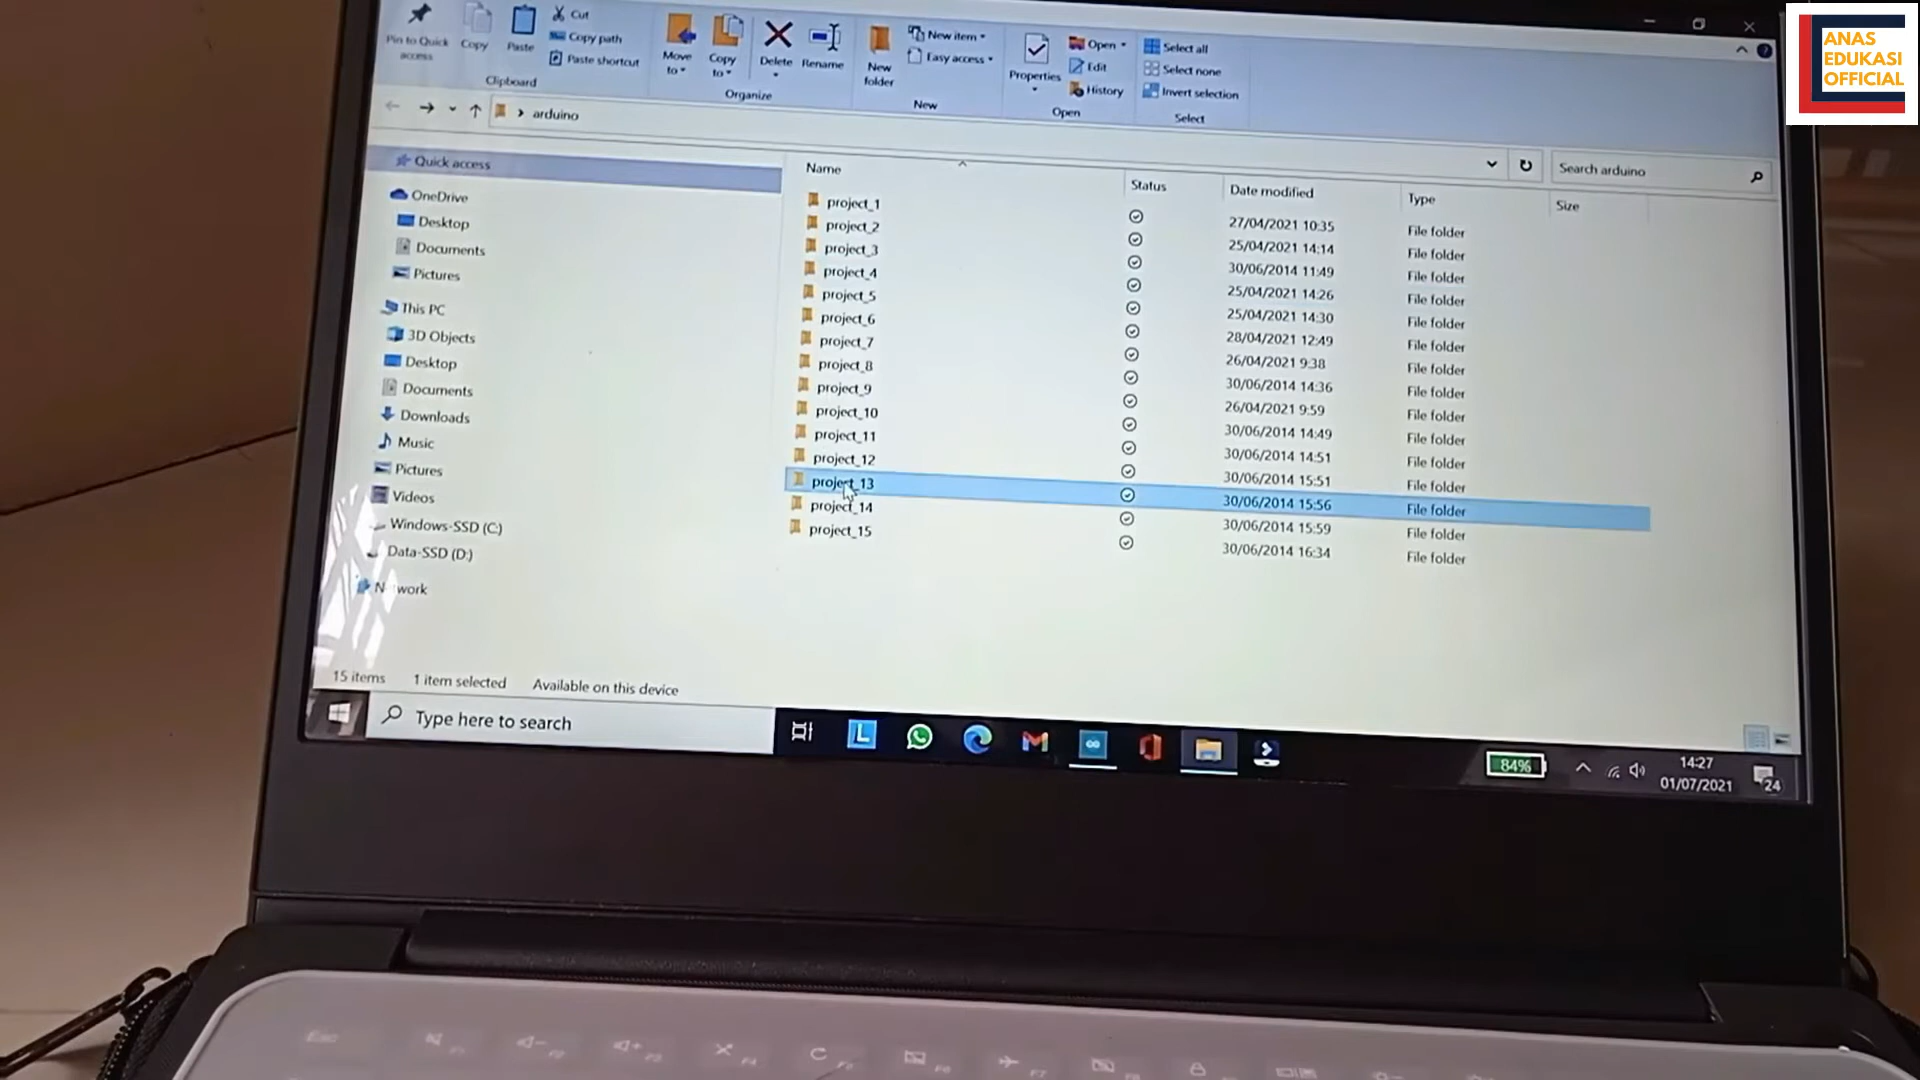 ANAS
EDUKASI
OFFICIAL
Pin to Quick access
Copy
Paste
Cut
Copy path
Paste shortcut
Clipboard
Move to
Copy to
Delete
Rename
Organize
New folder
New item
Easy access
New
Properties
Open
Edit
History
Open
Select all
Select none
Invert selection
Select
arduino
Search arduino
Quick access
OneDrive
Desktop
Documents
Pictures
This PC
3D Objects
Desktop
Documents
Downloads
Music
Pictures
Videos
Windows-SSD (C:)
Data-SSD (D:)
Name Status Date modified Type Size
project_1 27/04/2021 10:35 File folder
project_2 25/04/2021 14:14 File folder
project_3 30/06/2014 11:49 File folder
project_4 25/04/2021 14:26 File folder
project_5 25/04/2021 14:30 File folder
project_6 28/04/2021 12:49 File folder
project_7 26/04/2021 9:38 File folder
project_8 30/06/2014 14:36 File folder
project_9 26/04/2021 9:59 File folder
project_10 30/06/2014 14:49 File folder
project_11 30/06/2014 14:51 File folder
project_12 30/06/2014 15:51 File folder
project_13 30/06/2014 15:56 File folder
project_14 30/06/2014 15:59 File folder
project_15 30/06/2014 16:34 File folder
15 items 1 item selected Available on this device
Type here to search
84%
14:27
01/07/2021
24
Esc